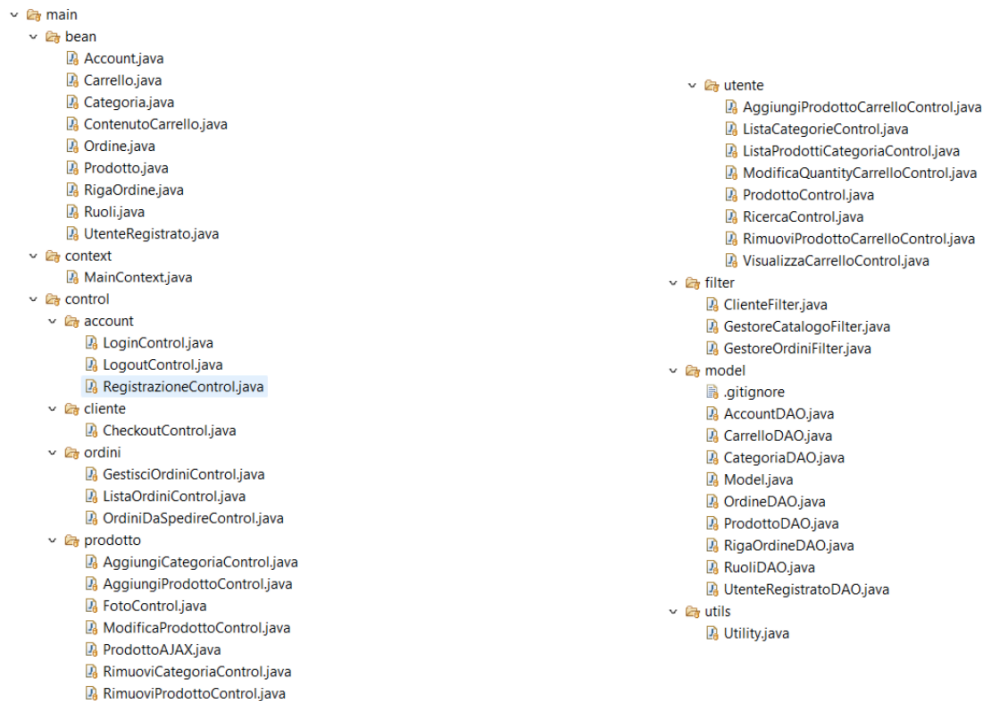 main
bean
Account.java
Carrello.java
Categoria.java
ContenutoCarrello.java
Ordine.java
Prodotto.java
RigaOrdine.java
Ruoli.java
UtenteRegistrato.java
context
MainContext.java
control
account
LoginControl.java
LogoutControl.java
RegistrazioneControl.java
cliente
CheckoutControl.java
ordini
GestisciOrdiniControl.java
ListaOrdiniControl.java
OrdiniDaSpedireControl.java
prodotto
AggiungiCategoriaControl.java
AggiungiProdottoControl.java
FotoControl.java
ModificaProdottoControl.java
ProdottoAJAX.java
RimuoviCategoriaControl.java
RimuoviProdottoControl.java
utente
AggiungiProdottoCarrelloControl.java
ListaCategorieControl.java
ListaProdottiCategoriaControl.java
ModificaQuantityCarrelloControl.java
ProdottoControl.java
RicercaControl.java
RimuoviProdottoCarrelloControl.java
VisualizzaCarrelloControl.java
filter
ClienteFilter.java
GestoreCatalogoFilter.java
GestoreOrdiniFilter.java
model
.gitignore
AccountDAO.java
CarrelloDAO.java
CategoriaDAO.java
Model.java
OrdineDAO.java
ProdottoDAO.java
RigaOrdineDAO.java
RuoliDAO.java
UtenteRegistratoDAO.java
utils
Utility.java